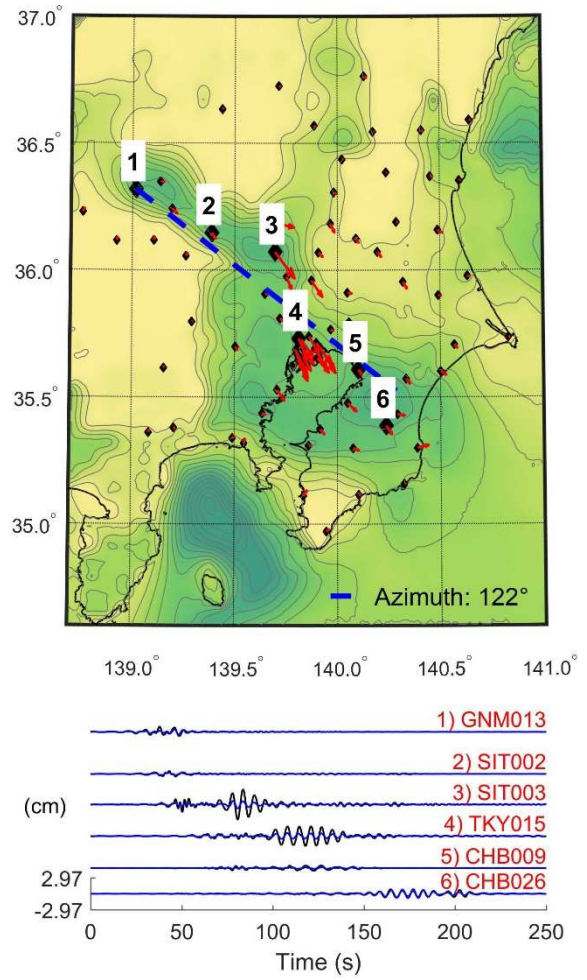 37.0°
36.5°
36.0°
35.5°
35.0°
1
2
3
4
5
6
Azimuth: 122°
139.0° 139.5° 140.0° 140.5° 141.0°
1) GNM013
2) SIT002
(cm)
3) SIT003
4) TKY015
5) CHB009
2.97
6) CHB026
-2.97
0 50 100 150 200 250
Time (s)